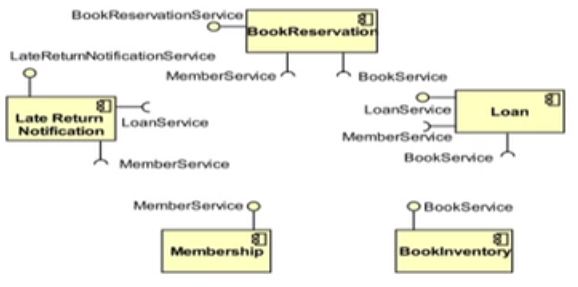 BookReservationService
BookReservation
LateReturnNotificationService
MemberService
BookService
Late Return
Notification
LoanService
LoanService
Loan
MemberService
MemberService
BookService
MemberService
BookService
Membership
BookInventory